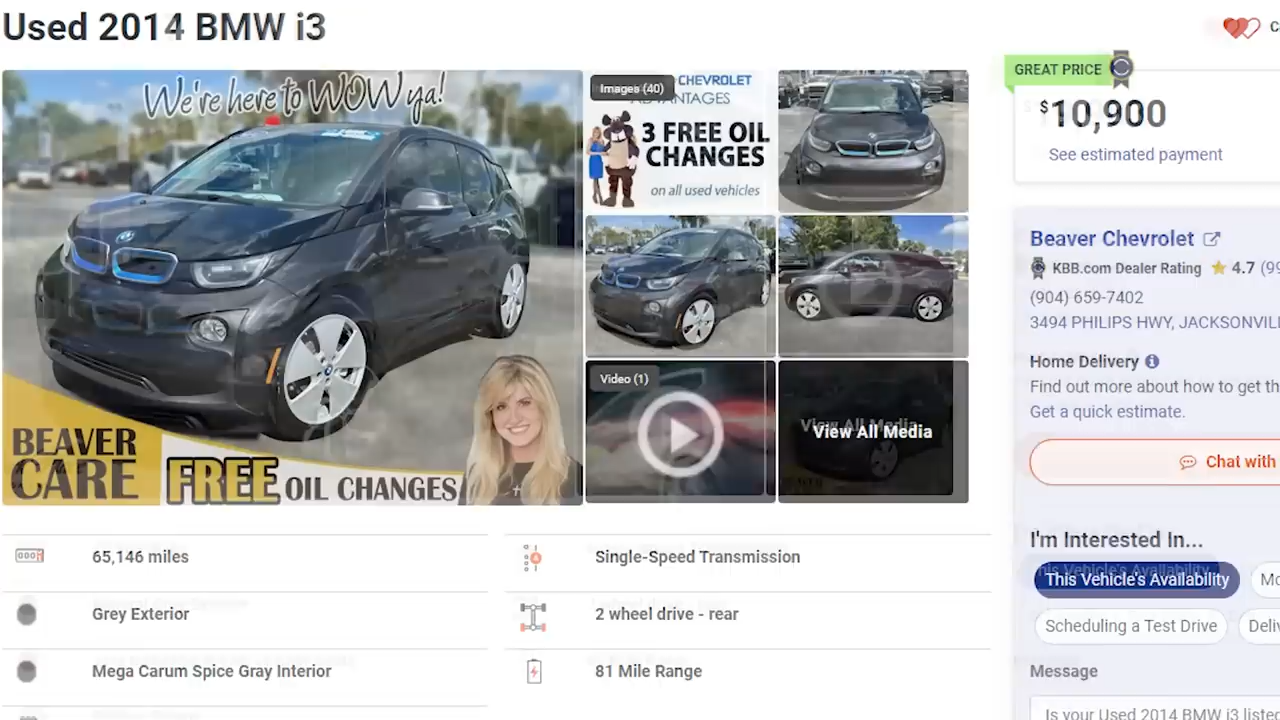 Used 2014 BMW i3
We're here to WOW ya!
BEAVER
CARE
FREE OIL CHANGES
Images (40)
CHEVROLET
ADVANTAGES
3 FREE OIL
CHANGES
on all used vehicles
Video (1)
View All Media
GREAT PRICE
$10,900
See estimated payment
Beaver Chevrolet
KBB.com Dealer Rating 4.7 (99
(904) 659-7402
3494 PHILIPS HWY, JACKSONVIL
Home Delivery
Find out more about how to get th
Get a quick estimate.
Chat with
I'm Interested In...
This Vehicle's Availability
Scheduling a Test Drive
Message
Is your Used 2014 BMW i3 listed
65,146 miles
Single-Speed Transmission
Grey Exterior
2 wheel drive - rear
Mega Carum Spice Gray Interior
81 Mile Range